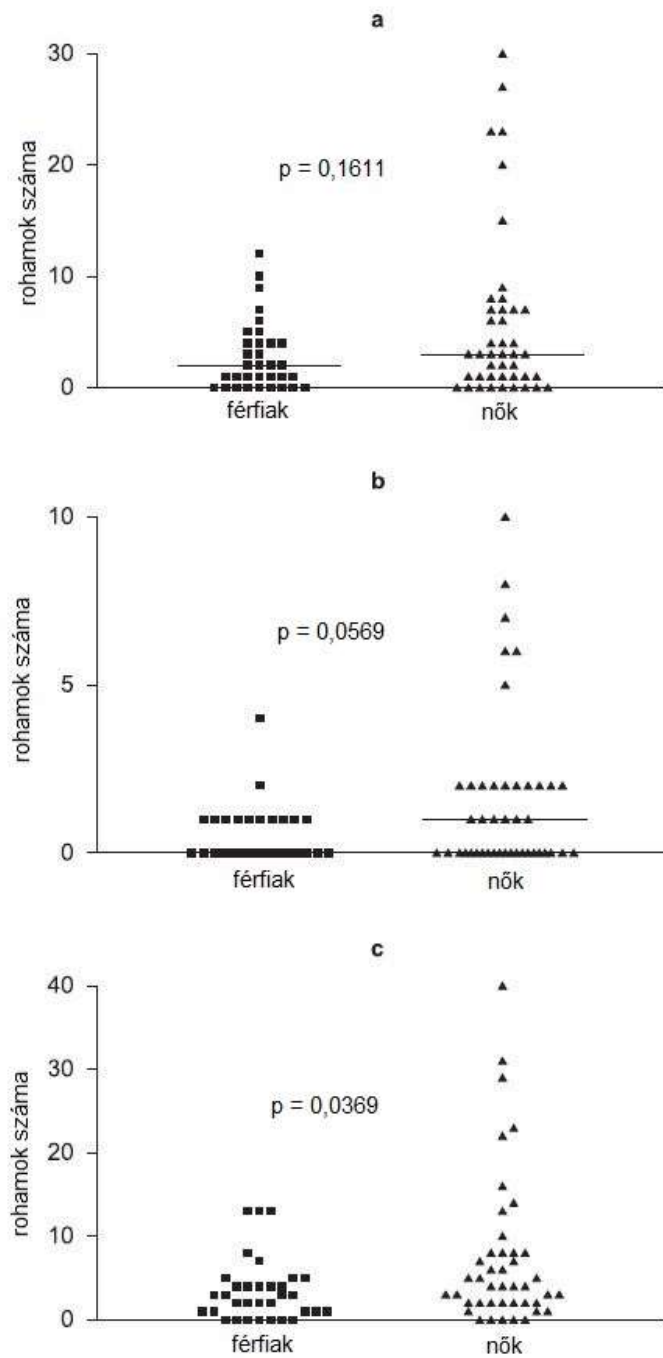 a
30
20
10
0
rohamok száma
p = 0,1611
férfiak
nők
b
10
5
0
rohamok száma
p = 0,0569
férfiak
nők
c
40
30
20
10
0
rohamok száma
p = 0,0369
férfiak
nők